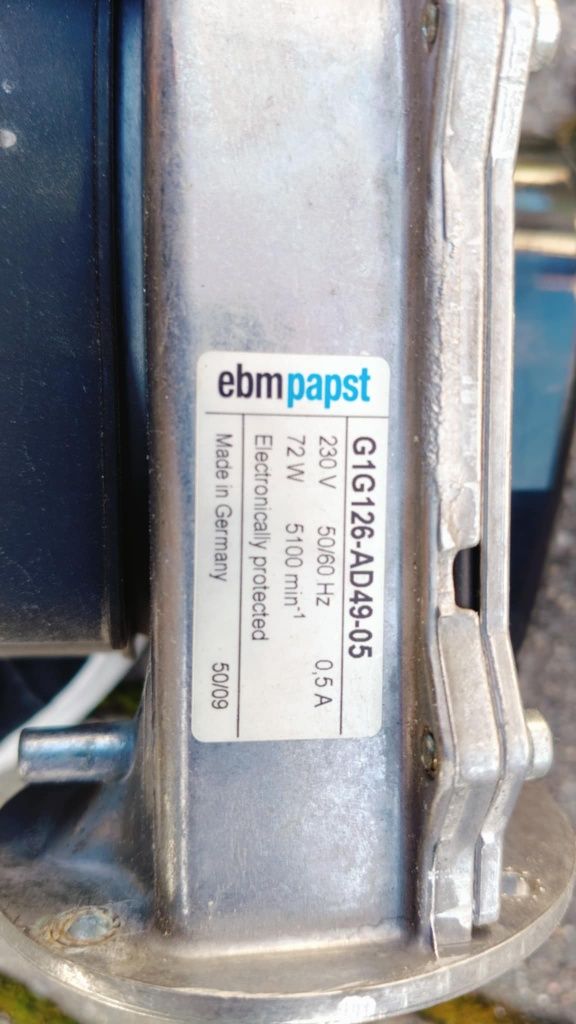 ebmpapst
G1G126-AD49-05
230 V 50/60 Hz 0,5 A
72 W 5100 min-1
Electronically protected
Made in Germany 50/09